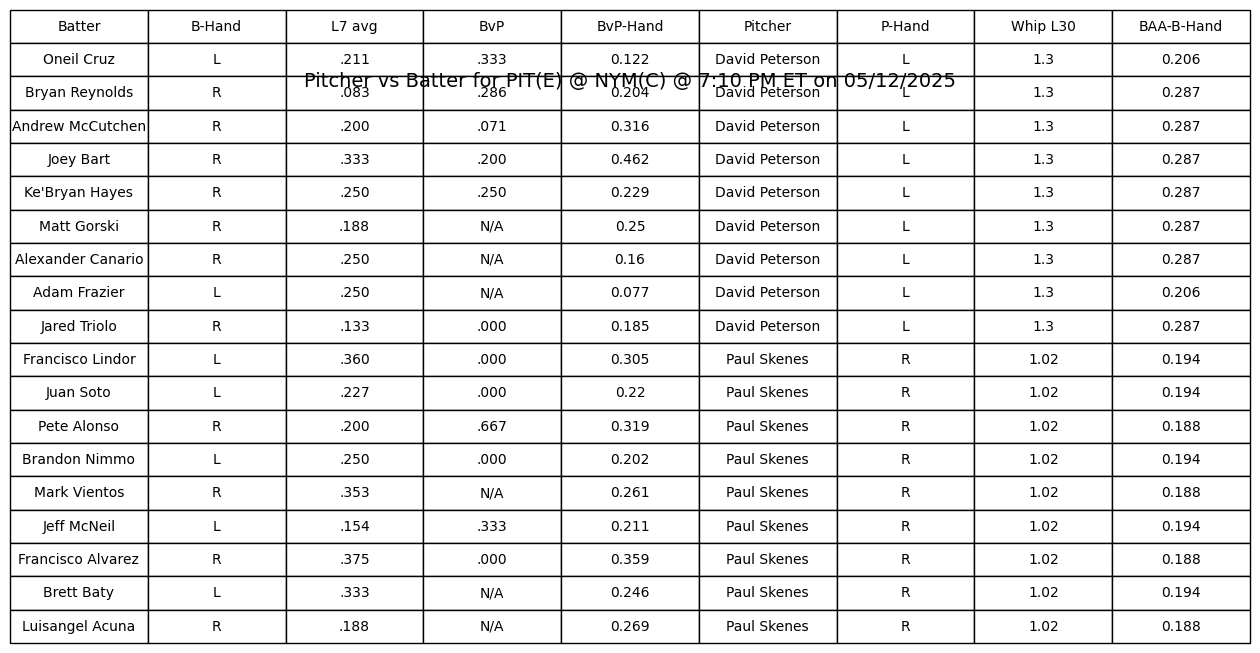 Batter B-Hand L7 avg BvP BvP-Hand Pitcher P-Hand Whip L30 BAA-B-Hand
Oneil Cruz L .211 .333 0.122 David Peterson L 1.3 0.206
Pitcher vs Batter for PIT(E) @ NYM(C) @ 7:10 PM ET on 05/12/2025
Bryan Reynolds R .083 .286 0.204 David Peterson L 1.3 0.287
Andrew McCutchen R .200 .071 0.316 David Peterson L 1.3 0.287
Joey Bart R .333 .200 0.462 David Peterson L 1.3 0.287
Ke'Bryan Hayes R .250 .250 0.229 David Peterson L 1.3 0.287
Matt Gorski R .188 N/A 0.25 David Peterson L 1.3 0.287
Alexander Canario R .250 N/A 0.16 David Peterson L 1.3 0.287
Adam Frazier L .250 N/A 0.077 David Peterson L 1.3 0.206
Jared Triolo R .133 .000 0.185 David Peterson L 1.3 0.287
Francisco Lindor L .360 .000 0.305 Paul Skenes R 1.02 0.194
Juan Soto L .227 .000 0.22 Paul Skenes R 1.02 0.194
Pete Alonso R .200 .667 0.319 Paul Skenes R 1.02 0.188
Brandon Nimmo L .250 .000 0.202 Paul Skenes R 1.02 0.194
Mark Vientos R .353 N/A 0.261 Paul Skenes R 1.02 0.188
Jeff McNeil L .154 .333 0.211 Paul Skenes R 1.02 0.194
Francisco Alvarez R .375 .000 0.359 Paul Skenes R 1.02 0.188
Brett Baty L .333 N/A 0.246 Paul Skenes R 1.02 0.194
Luisangel Acuna R .188 N/A 0.269 Paul Skenes R 1.02 0.188